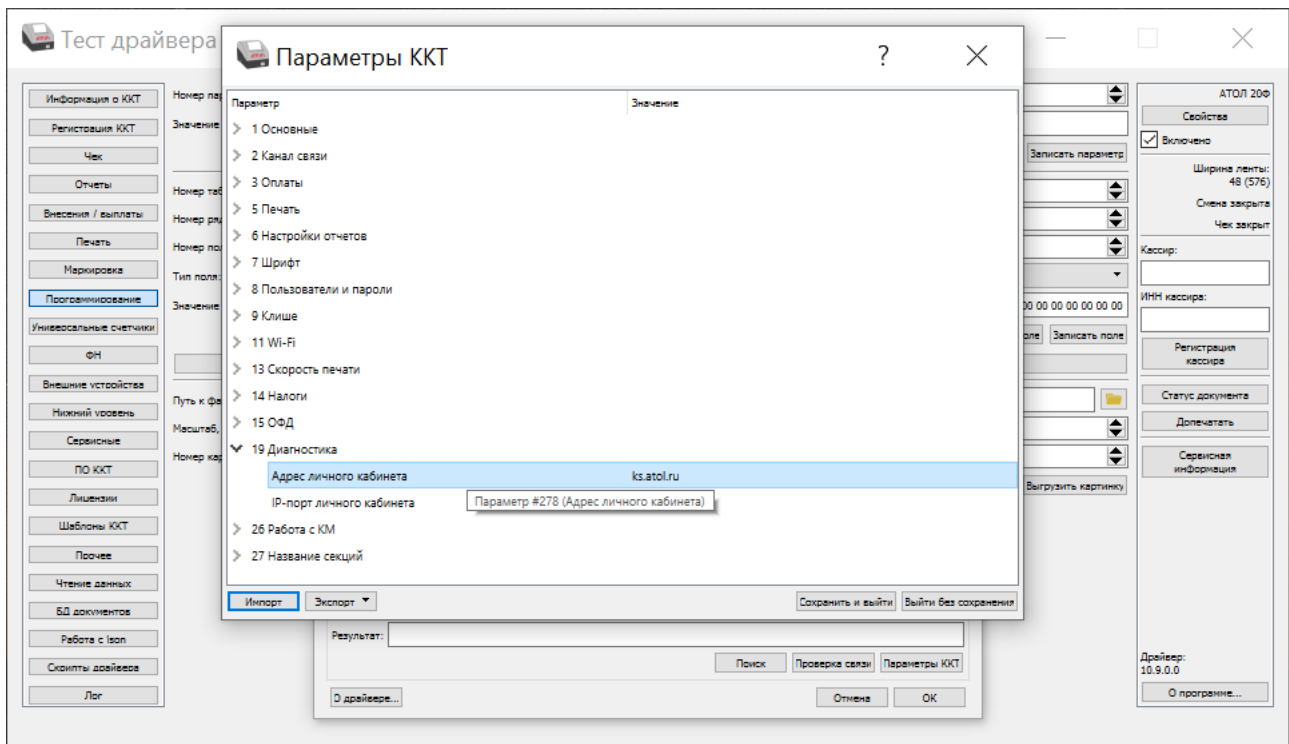 Тест драйвера
Параметры ККТ
?
Информация о ККТ
Регистрация ККТ
Чек
Отчеты
Внесения / выплаты
Печать
Маркировка
Программирование
Универсальные счетчики
ФН
Внешние устройства
Нижний уровень
Сервисные
ПО ККТ
Лицензии
Шаблоны ККТ
Прочее
Чтение данных
БД документов
Работа с json
Скрипты драйвера
Лог
Номер
Значение
Номер
Номер
Номер
Тип поля:
Значение
Путь к
Масштаб,
Номер
Параметр Значение
1 Основные
2 Канал связи
3 Оплаты
5 Печать
6 Настройки отчетов
7 Шрифт
8 Пользователи и пароли
9 Клише
11 Wi-Fi
13 Скорость печати
14 Налоги
15 ОФД
19 Диагностика
Адрес личного кабинета ks.atol.ru
IP-порт личного кабинета
Параметр #278 (Адрес личного кабинета)
26 Работа с КМ
27 Название секций
Импорт Экспорт Сохранить и выйти Выйти без сохранения
Результат:
Поиск Проверка связи Параметры ККТ
О драйвере... Отмена ОК
Записать параметр
00 00 00 00 00 00 00
Записать поле
Выгрузить картинку
АТОЛ 20Ф
Свойства
Включено
Ширина ленты:
48 (576)
Смена закрыта
Чек закрыт
Кассир:
ИНН кассира:
Регистрация
кассира
Статус документа
Допечатать
Сервисная
информация
Драйвер:
10.9.0.0
О программе...